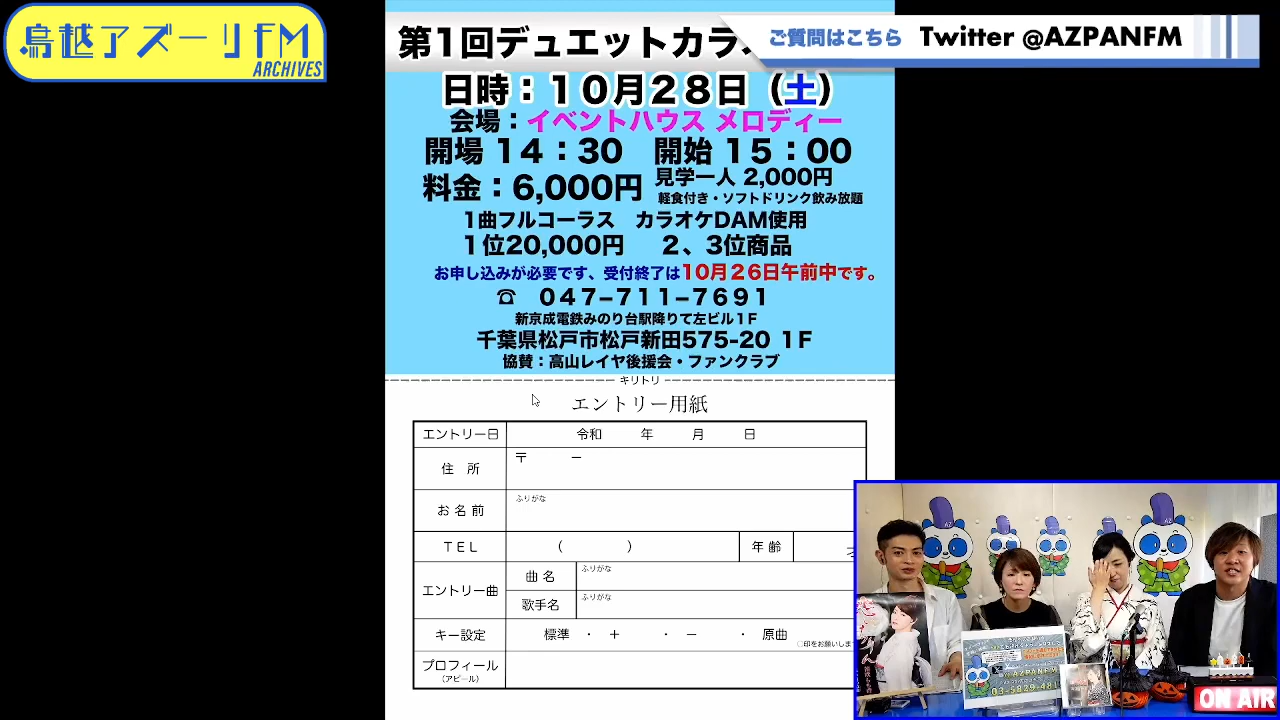 鳥越アズーリFM
ARCHIVES
ご質問はこちら Twitter @AZPANFM
第1回デュエットカラ
日時：10月28日（土）
会場：イベントハウス メロディー
開場 14：30 開始 15：00
料金：6,000円 見学一人 2,000円
軽食付き・ソフトドリンク飲み放題
1曲フルコーラス カラオケDAM使用
1位20,000円 2、3位商品
お申し込みが必要です、受付終了は10月26日午前中です。
☎ 047-711-7691
新京成電鉄みのり台駅降りて左ビル1F
千葉県松戸市松戸新田575-20 1F
協賛：高山レイヤ後援会・ファンクラブ
キリトリ
エントリー用紙
エントリー日 令和 年 月 日
住 所 〒 −
お名前 ふりがな
TEL （ ） 年齢
エントリー曲 曲名 ふりがな
歌手名 ふりがな
キー設定 標準 ・ ＋ ・ − ・ 原曲
○印をお願いしま
プロフィール
（アピール）
AZPANFM
ON AIR